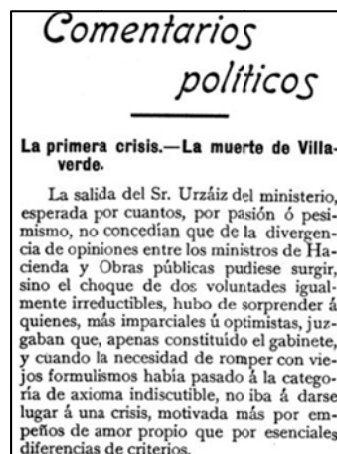 Comentarios
políticos
La primera crisis.—La muerte de Villa-
verde.
La salida del Sr. Urzáiz del ministerio,
esperada por cuantos, por pasión ó pesi-
mismo, no concedían que de la divergen-
cia de opiniones entre los ministros de Ha-
cienda y Obras públicas pudiese surgir,
sino el choque de dos voluntades igual-
mente irreductibles, hubo de sorprender á
quienes, más imparciales ú optimistas, juz-
gaban que, apenas constituído el gabinete,
y cuando la necesidad de romper con vie-
jos formulismos había pasado á la catego-
ría de axioma indiscutible, no iba á darse
lugar á una crisis, motivada más por em-
peños de amor propio que por esenciales
diferencias de criterios.